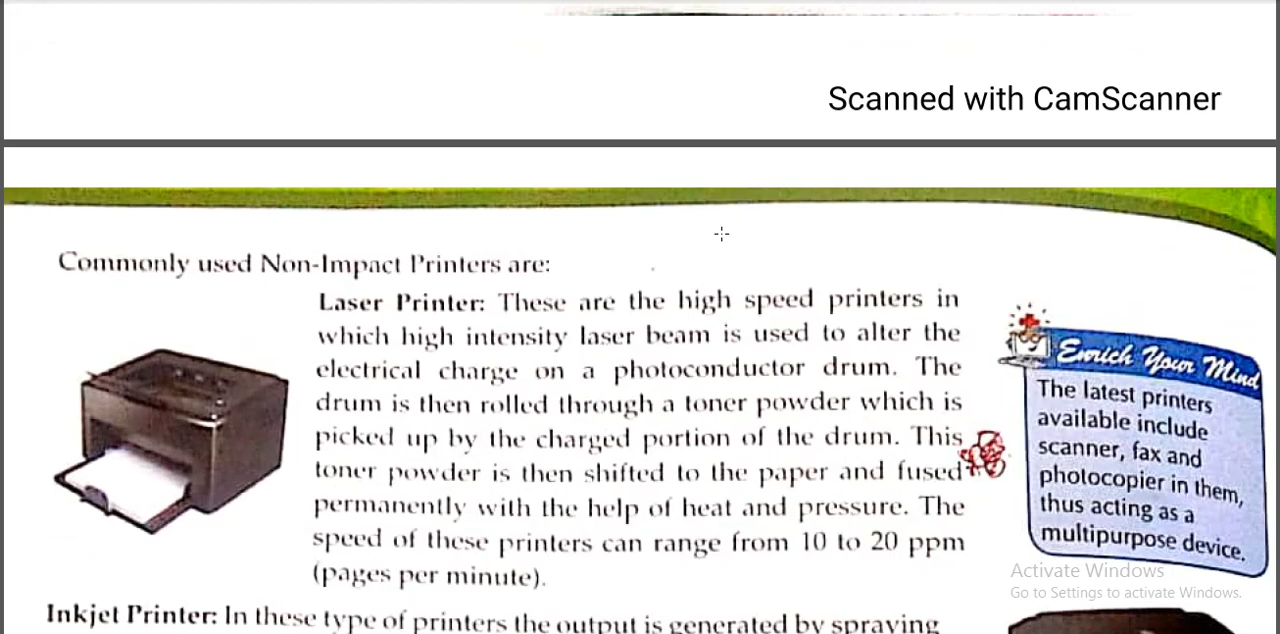 Scanned with CamScanner
Commonly used Non-Impact Printers are:
Laser Printer: These are the high speed printers in
which high intensity laser beam is used to alter the
electrical charge on a photoconductor drum. The
drum is then rolled through a toner powder which is
picked up by the charged portion of the drum. This
toner powder is then shifted to the paper and fused
permanently with the help of heat and pressure. The
speed of these printers can range from 10 to 20 ppm
(pages per minute).
Inkjet Printer: In these type of printers the output is generated by spraying
Enrich Your Mind
The latest printers
available include
scanner, fax and
photocopier in them,
thus acting as a
multipurpose device.
Activate Windows
Go to Settings to activate Windows.